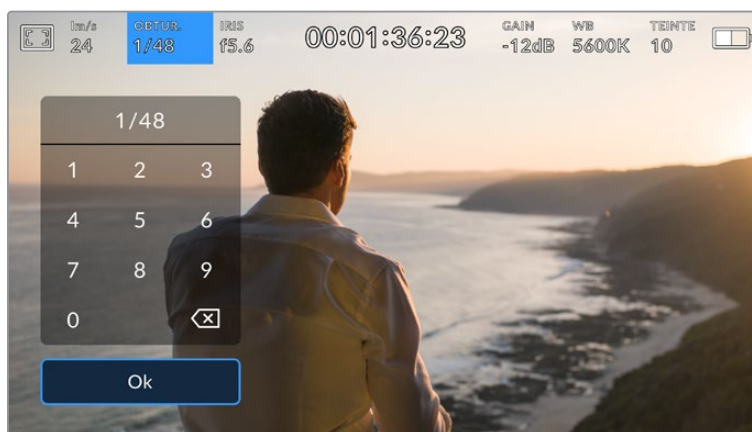 Im/s OBTUR. IRIS GAIN WB TEINTE
24 1/48 f5.6 00:01:36:23 -12dB 5600K 10
1/48
1 2 3
4 5 6
7 8 9
0
Ok